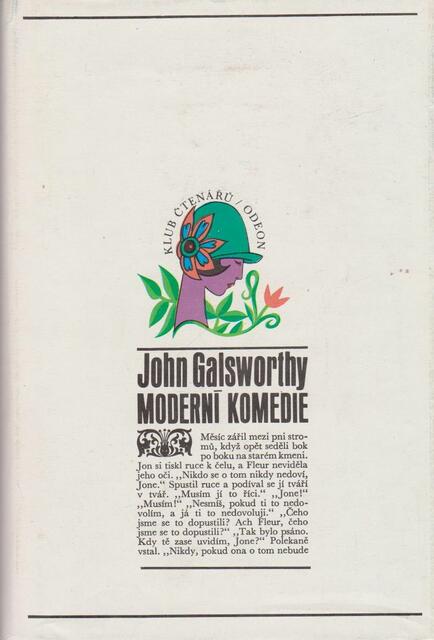 KLUB ČTENÁŘŮ / ODEON
John Galsworthy
MODERNÍ KOMEDIE
Měsíc zářil mezi pni stro-
mů, když opět seděli bok
po boku na starém kmeni.
Jon si tiskl ruce k čelu, a Fleur neviděla
jeho oči. „Nikdo se o tom nikdy nedoví,
Jone.“ Spustil ruce a podíval se jí tváří
v tvář. „Musím jí to říci.“ „Jone!“
„Musím!“ „Nesmíš, pokud ti to nedo-
volím, a já ti to nedovoluji.“ „Čeho
jsme se to dopustili? Ach Fleur, čeho
jsme se to dopustili?“ „Tak bylo psáno.
Kdy tě zase uvidím, Jone?“ Polekaně
vstal. „Nikdy, pokud ona o tom nebude